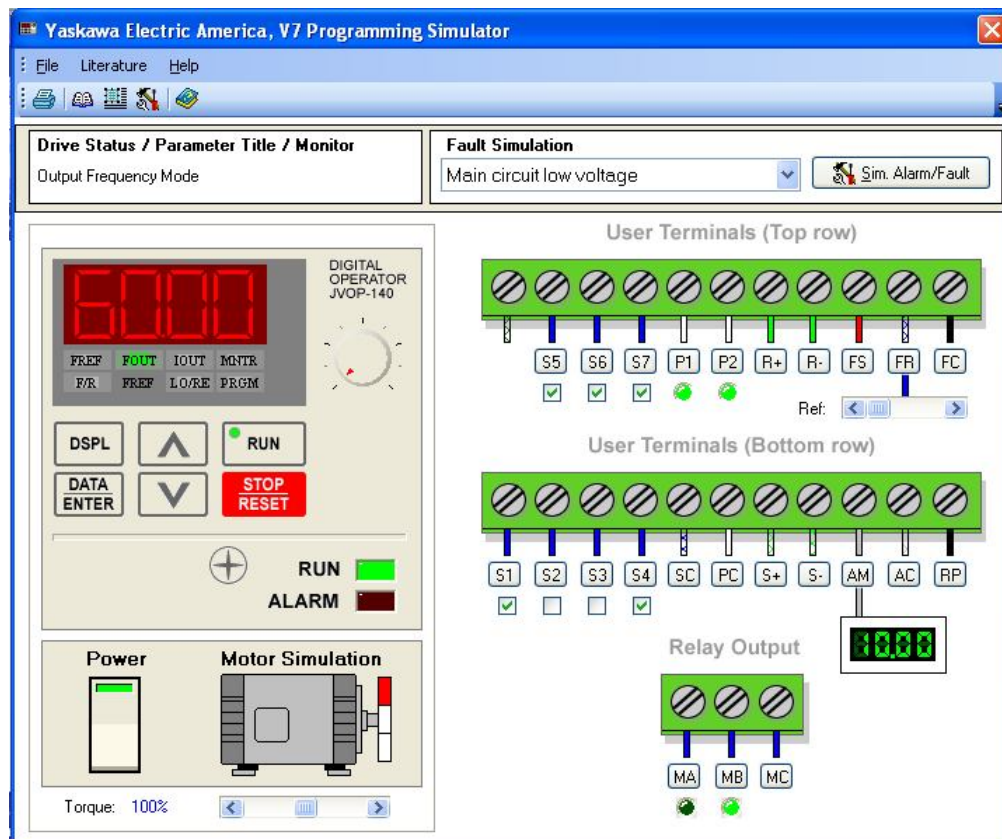 Yaskawa Electric America, V7 Programming Simulator
File Literature Help
Drive Status / Parameter Title / Monitor
Output Frequency Mode
Fault Simulation
Main circuit low voltage
Sim. Alarm/Fault
User Terminals (Top row)
S5 S6 S7 P1 P2 R+ R- FS FR FC
Ref:
6000
DIGITAL
OPERATOR
JVOP-140
FREF FOUT IOUT MNTR
F/R FREF LO/RE PRGM
DSPL
RUN
DATA
ENTER
STOP
RESET
RUN
ALARM
User Terminals (Bottom row)
S1 S2 S3 S4 SC PC S+ S- AM AC RP
10.00
Relay Output
MA MB MC
Power
Motor Simulation
Torque: 100%